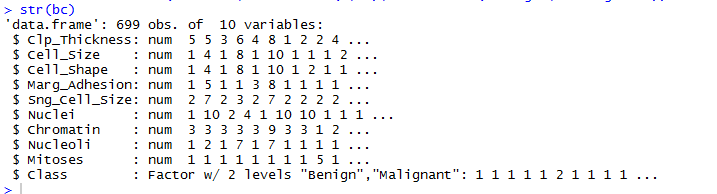 > str(bc)
'data.frame': 699 obs. of  10 variables:
 $ Clp_Thickness: num  5 5 3 6 4 8 1 2 2 4 ...
 $ Cell_Size    : num  1 4 1 8 1 10 1 1 1 2 ...
 $ Cell_Shape   : num  1 4 1 8 1 10 1 2 1 1 ...
 $ Marg_Adhesion: num  1 5 1 1 3 8 1 1 1 1 ...
 $ Sng_Cell_Size: num  2 7 2 3 2 7 2 2 2 2 ...
 $ Nuclei       : num  1 10 2 4 1 10 10 1 1 1 ...
 $ Chromatin    : num  3 3 3 3 3 9 3 3 1 2 ...
 $ Nucleoli     : num  1 2 1 7 1 7 1 1 1 1 ...
 $ Mitoses      : num  1 1 1 1 1 1 1 1 5 1 ...
 $ Class        : Factor w/ 2 levels "Benign","Malignant": 1 1 1 1 1 2 1 1 1 1 ...
>